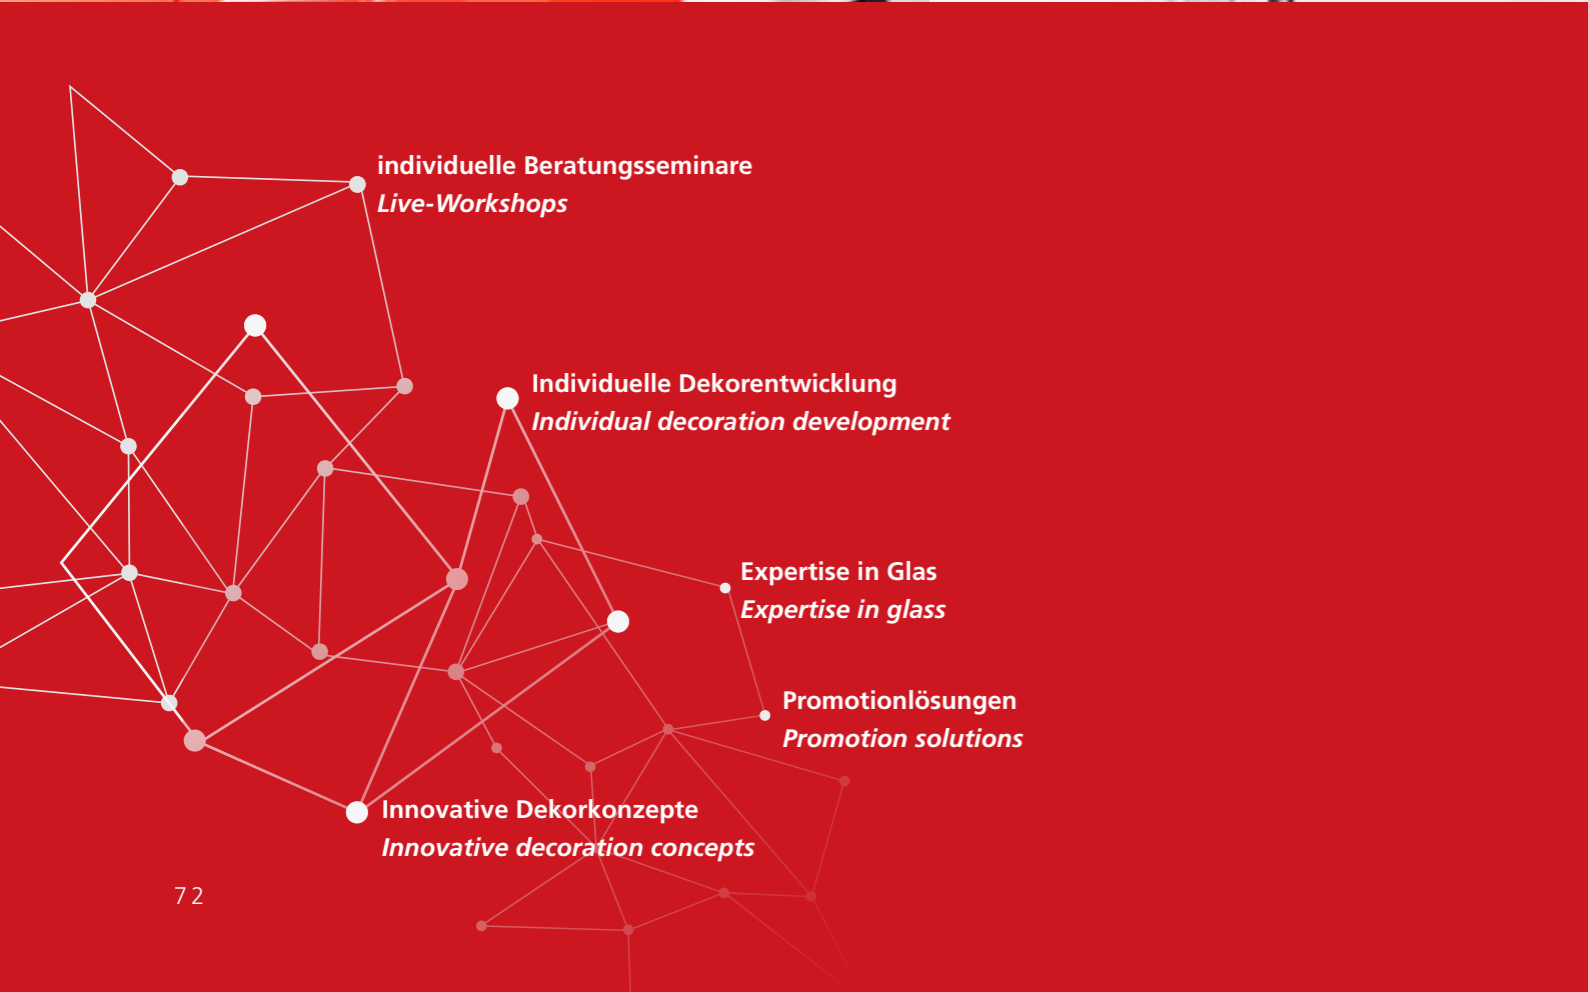 individuelle Beratungsseminare
Live-Workshops
Individuelle Dekorentwicklung
Individual decoration development
Expertise in Glas
Expertise in glass
Promotionlösungen
Promotion solutions
Innovative Dekorkonzepte
Innovative decoration concepts
72